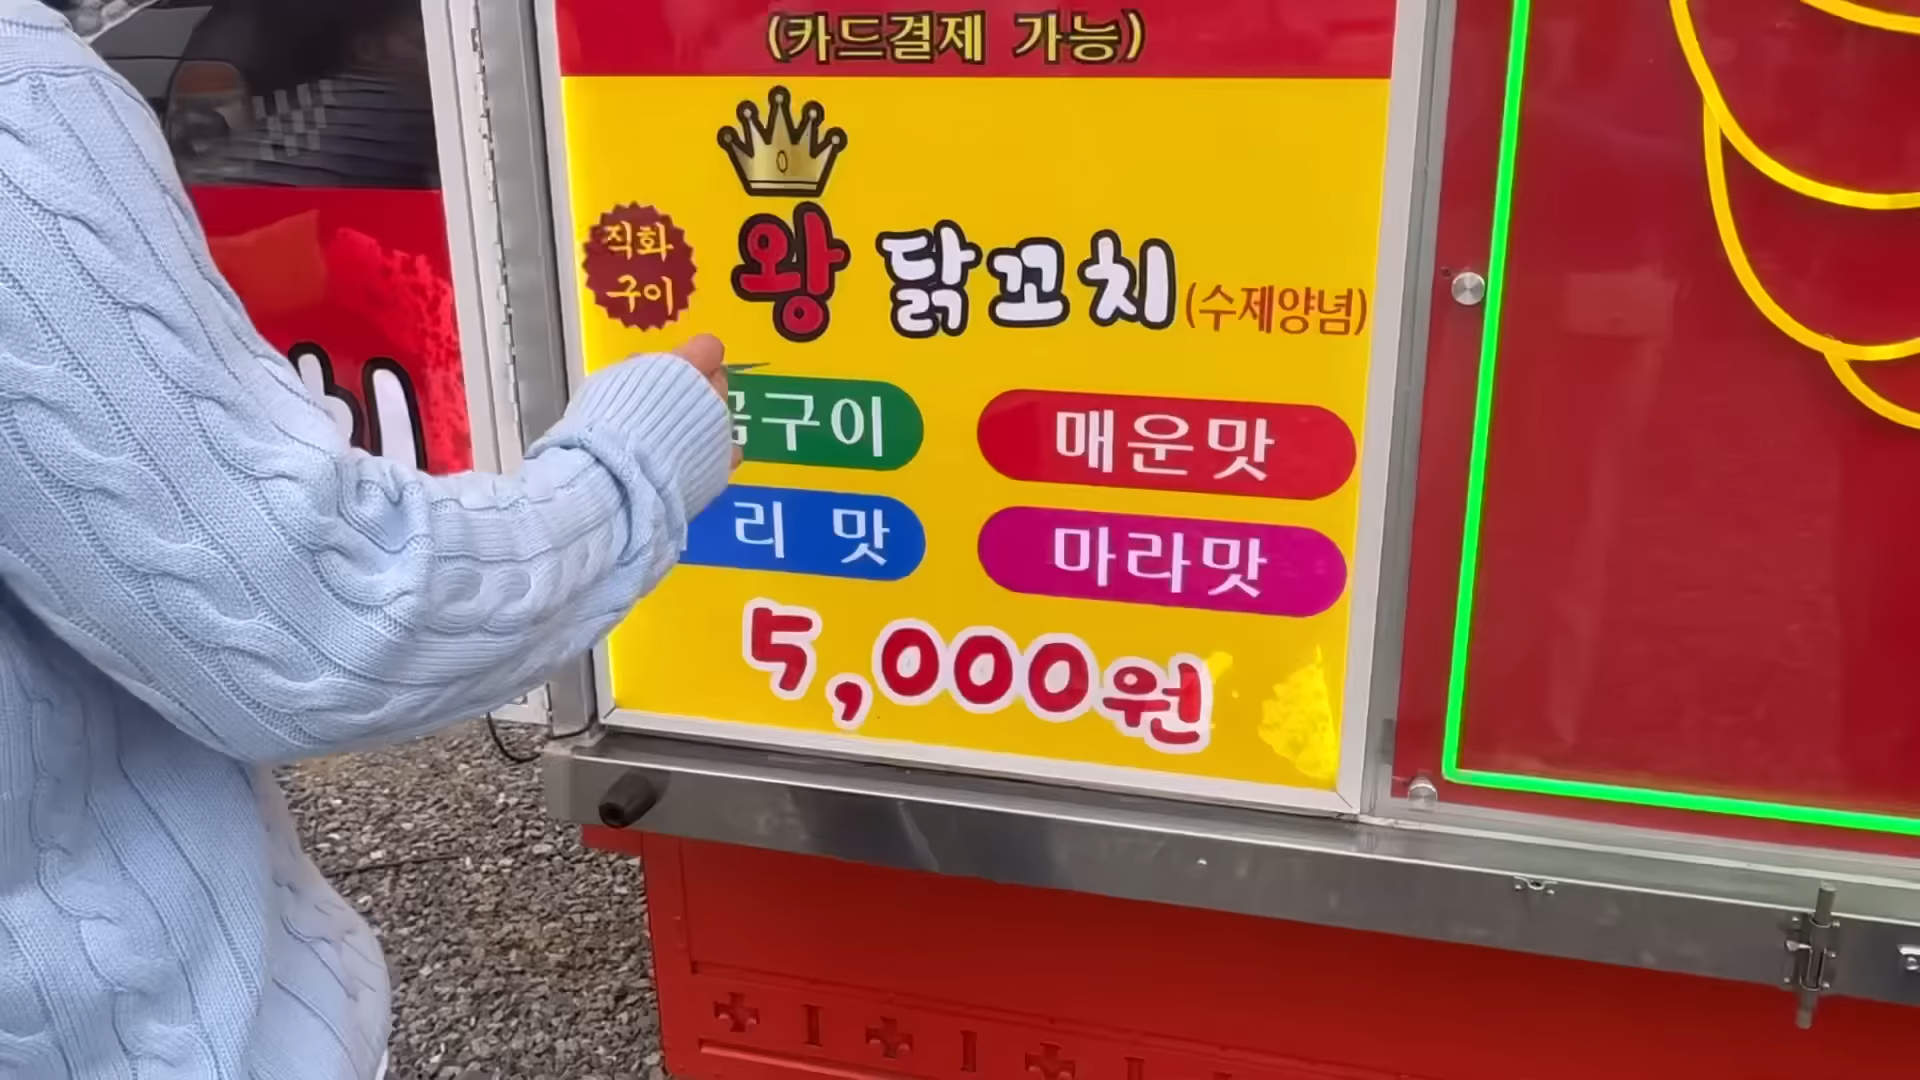 (카드결제 가능)
직화
구이
왕 닭꼬치 (수제양념)
구이
매운맛
리 맛
마라맛
5,000원